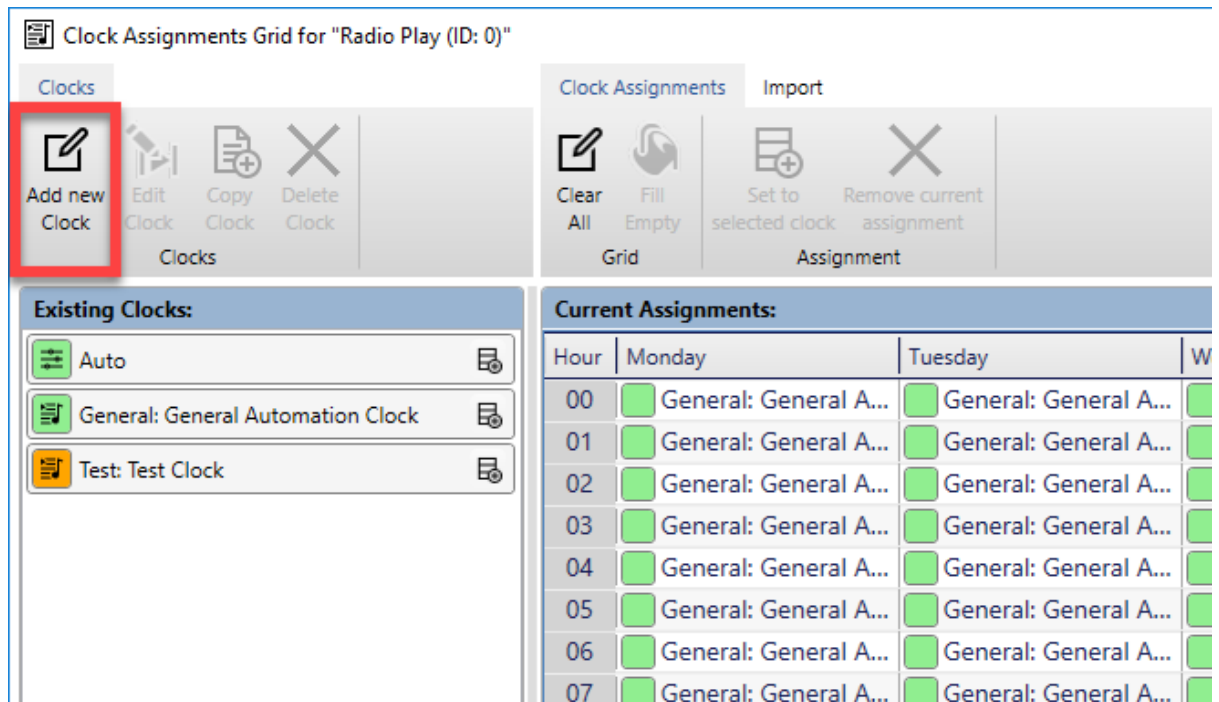 Clock Assignments Grid for "Radio Play (ID: 0)"
Clocks
Clock Assignments Import
Add new Clock
Edit Clock
Copy Clock
Delete Clock
Clocks
Clear All
Fill Empty
Grid
Set to selected clock
Remove current assignment
Assignment
Existing Clocks:
Auto
General: General Automation Clock
Test: Test Clock
Current Assignments:
Hour Monday Tuesday W
00 General: General A... General: General A...
01 General: General A... General: General A...
02 General: General A... General: General A...
03 General: General A... General: General A...
04 General: General A... General: General A...
05 General: General A... General: General A...
06 General: General A... General: General A...
07 General: General A... General: General A...